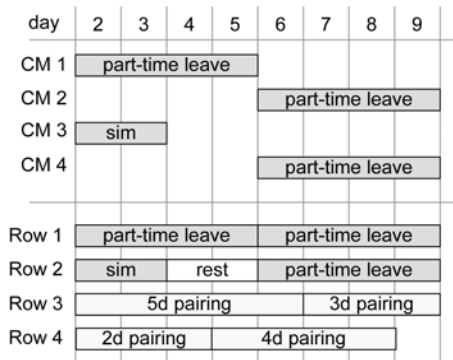 day 2 3 4 5 6 7 8 9
CM 1 part-time leave
CM 2 part-time leave
CM 3 sim
CM 4 part-time leave
Row 1 part-time leave part-time leave
Row 2 sim rest part-time leave
Row 3 5d pairing 3d pairing
Row 4 2d pairing 4d pairing